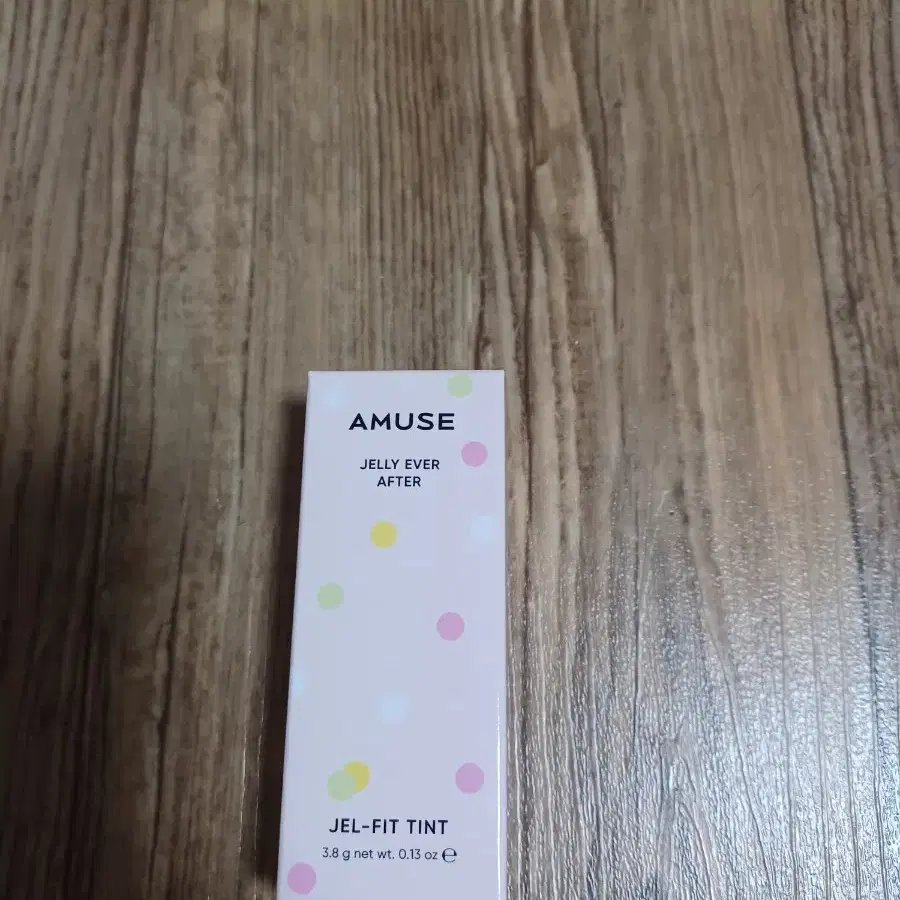 AMUSE
JELLY EVER
AFTER
JEL-FIT TINT
3.8 g net wt. 0.13 oz ℮